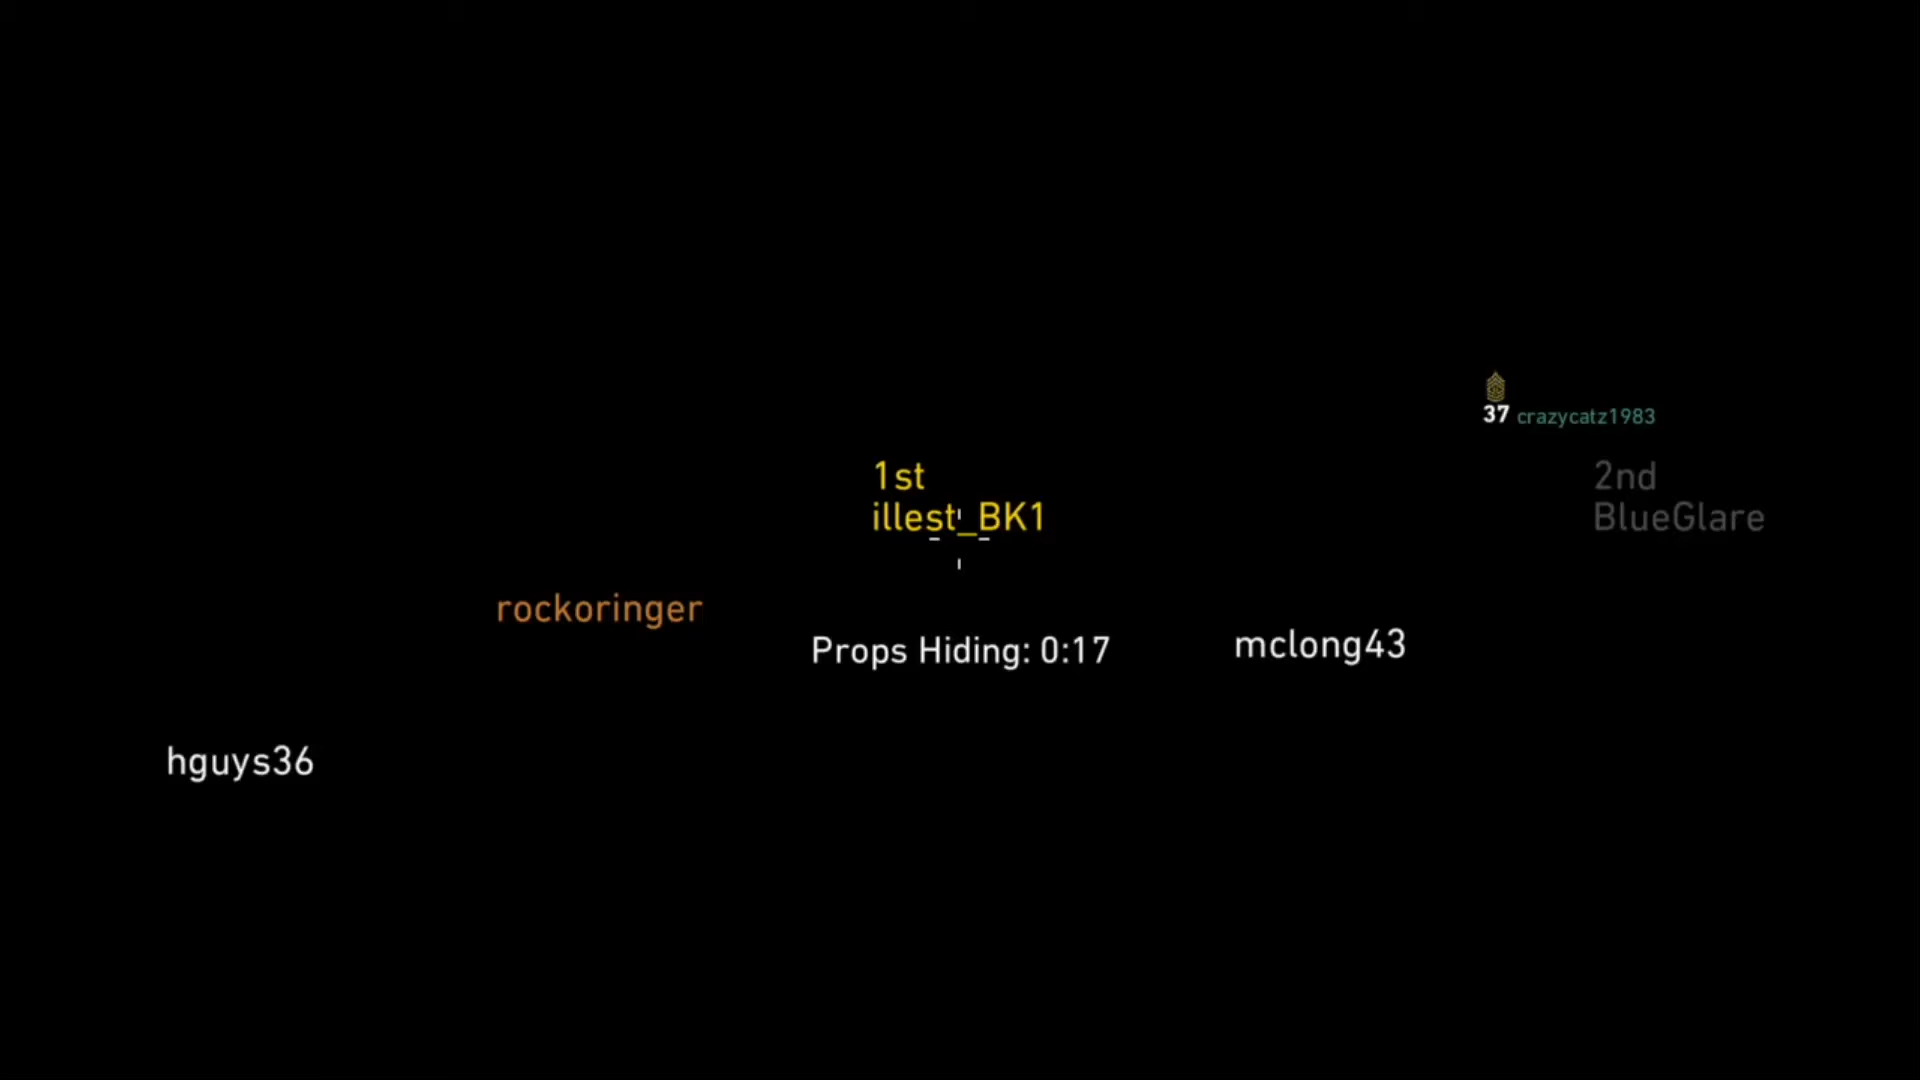 37 crazycatz1983
1st
illest_BK1
2nd
BlueGlare
rockoringer
Props Hiding: 0:17
mclong43
hguys36